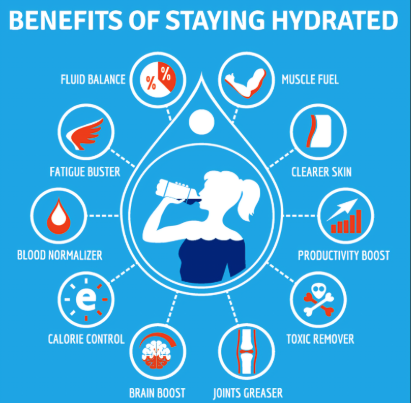 BENEFITS OF STAYING HYDRATED
FLUID BALANCE
% %
MUSCLE FUEL
FATIGUE BUSTER
CLEARER SKIN
BLOOD NORMALIZER
PRODUCTIVITY BOOST
e
CALORIE CONTROL
TOXIC REMOVER
BRAIN BOOST
JOINTS GREASER